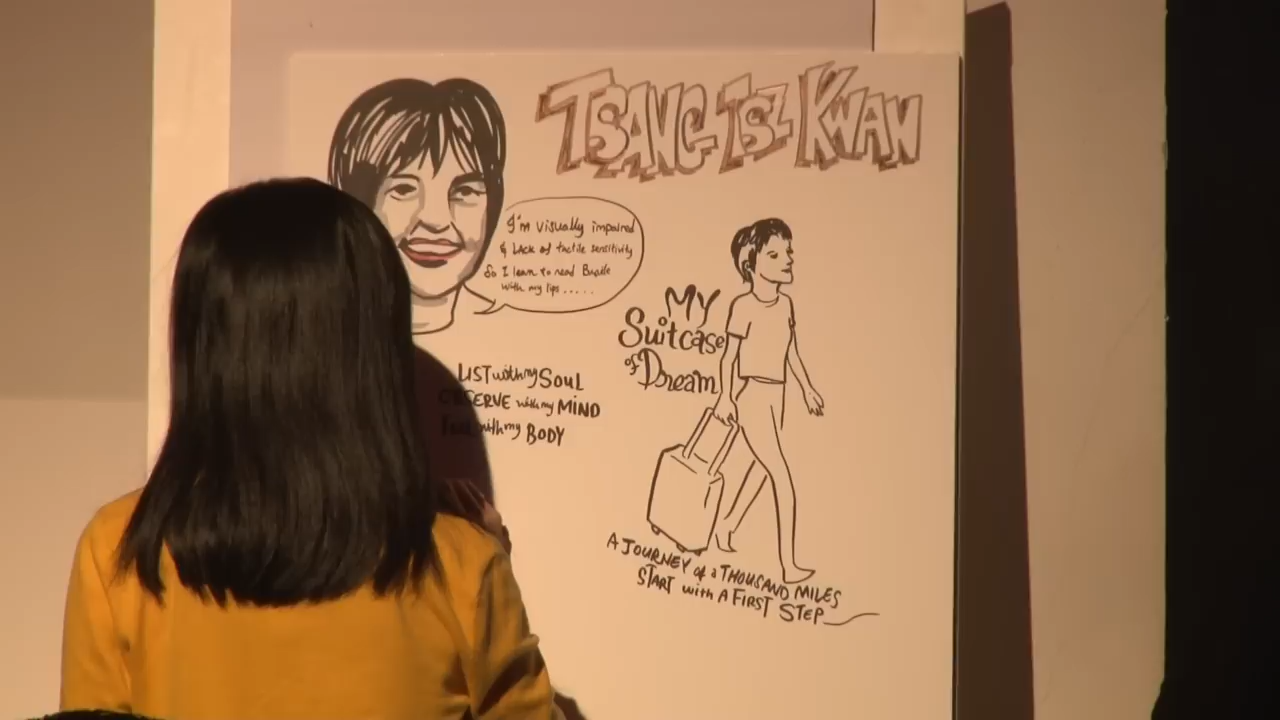 TSANG TSZ KWAN
I'm visually impaired
& Lack of tactile sensitivity
So I learn to read Braille
with my lips.....
MY
Suitcase
of Dream
LIST with my SOUL
OBSERVE with my MIND
with my BODY
A JOURNEY of a THOUSAND MILES
START with A FIRST STEP